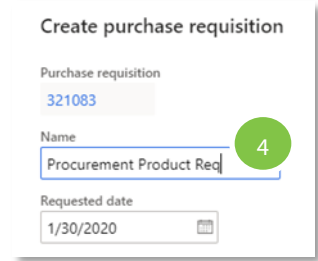 Create purchase requisition
Purchase requisition
321083
Name
4
Procurement Product Req
Requested date
1/30/2020